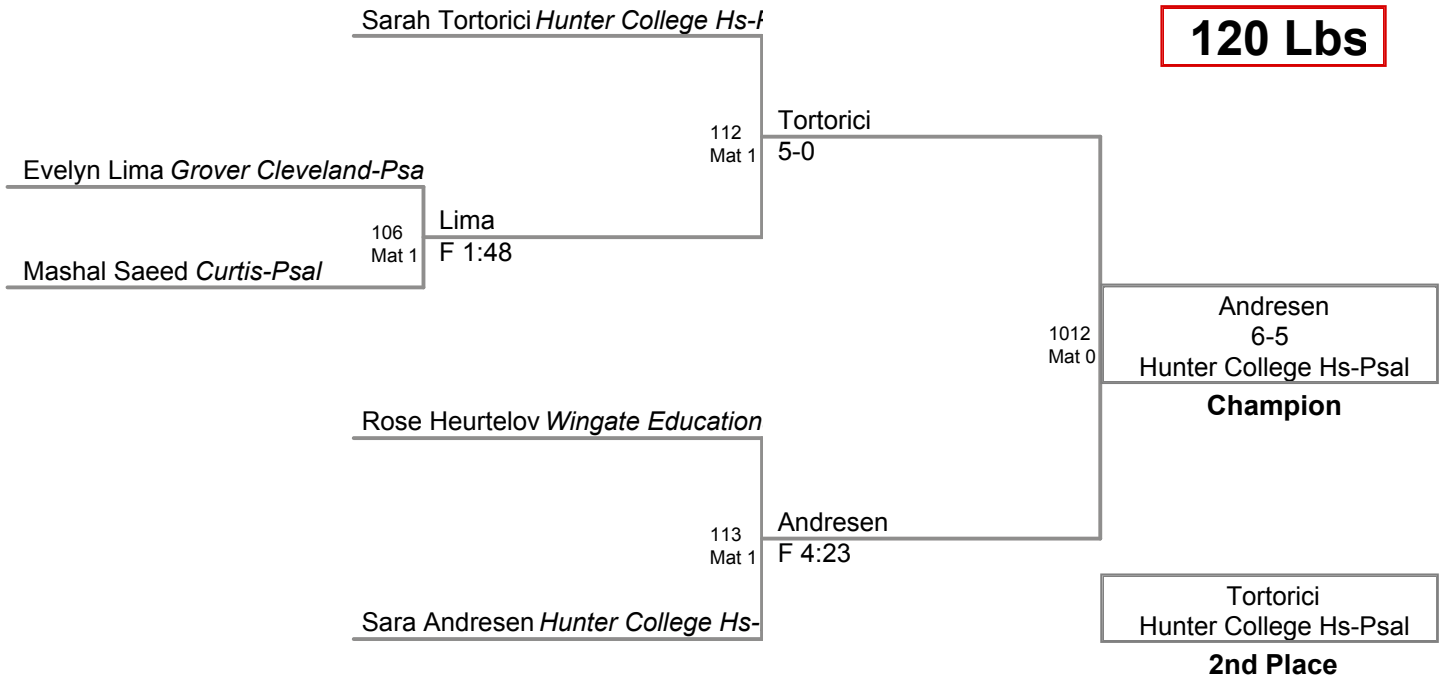 Sarah Tortorici Hunter College Hs-
120 Lbs
112
Mat 1
Tortorici
5-0
Evelyn Lima Grover Cleveland-Psa
106
Mat 1
Lima
F 1:48
Mashal Saeed Curtis-Psal
1012
Mat 0
Andresen
6-5
Hunter College Hs-Psal
Champion
Rose Heurtelov Wingate Education
113
Mat 1
Andresen
F 4:23
Sara Andresen Hunter College Hs-
Tortorici
Hunter College Hs-Psal
2nd Place